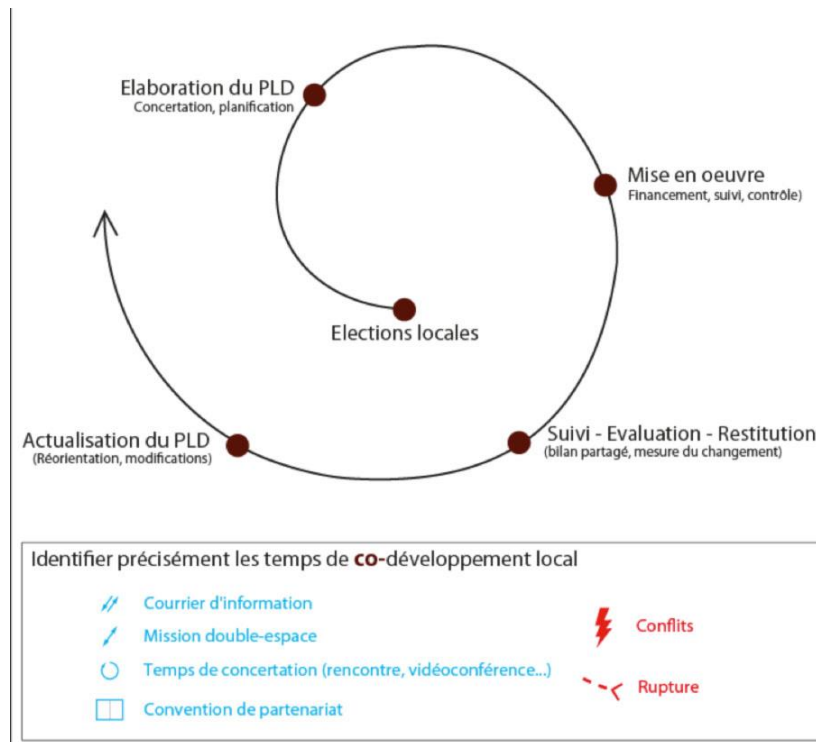 Elaboration du PLD
Concertation, planification
Mise en oeuvre
Financement, suivi, contrôle)
Elections locales
Actualisation du PLD
(Réorientation, modifications)
Suivi - Evaluation - Restitution
(bilan partagé, mesure du changement)
Identifier précisémént les temps de co-développement local
Courrier d'information
Mission double-espace
Temps de concertation (rencontre, vidéoconférence...)
Convention de partenariat
Conflits
Rupture